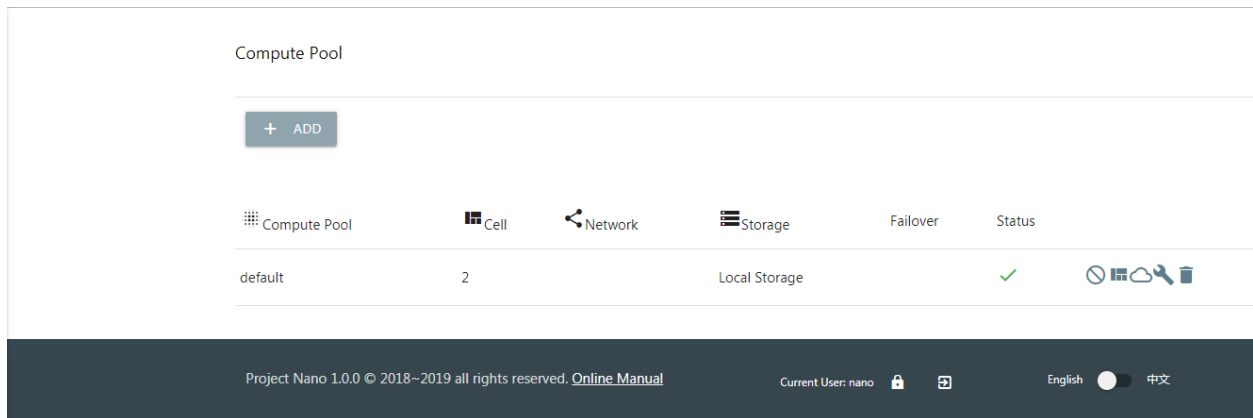 Compute Pool
+ ADD
Compute Pool Cell Network Storage Failover Status
default 2 Local Storage
Project Nano 1.0.0 © 2018~2019 all rights reserved. Online Manual Current User: nano English 中文